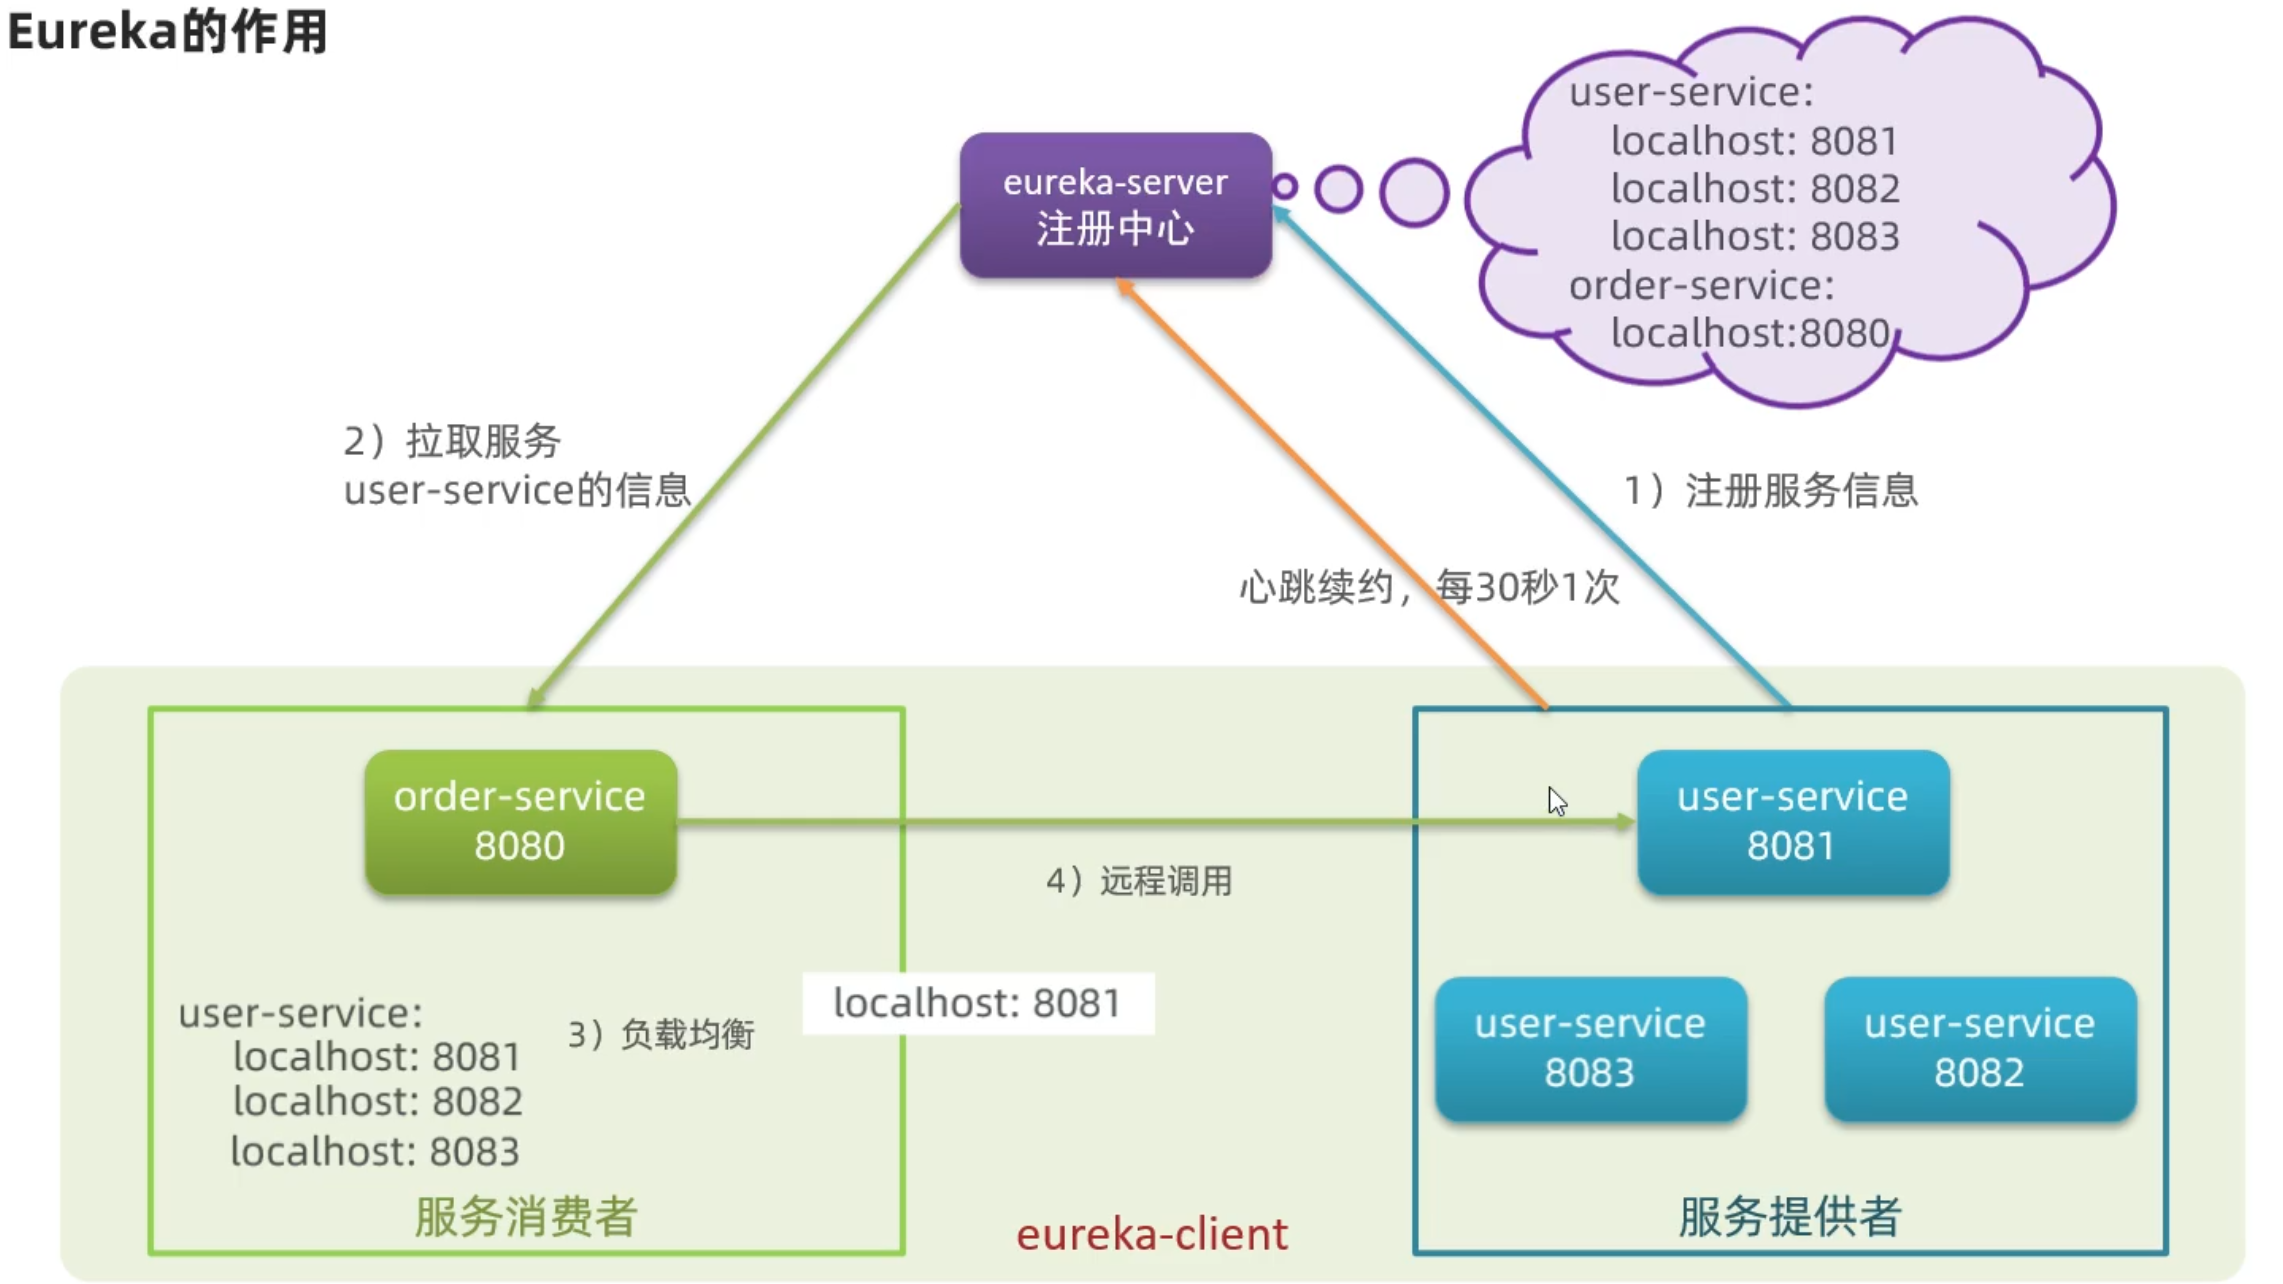 Eureka的作用
eureka-server
注册中心
user-service:
localhost: 8081
localhost: 8082
localhost: 8083
order-service:
localhost:8080
2）拉取服务
user-service的信息
1）注册服务信息
心跳续约，每30秒1次
order-service
8080
4）远程调用
user-service
8081
user-service:
localhost: 8081
localhost: 8082
localhost: 8083
3）负载均衡
localhost: 8081
user-service
8083
user-service
8082
服务消费者
eureka-client
服务提供者